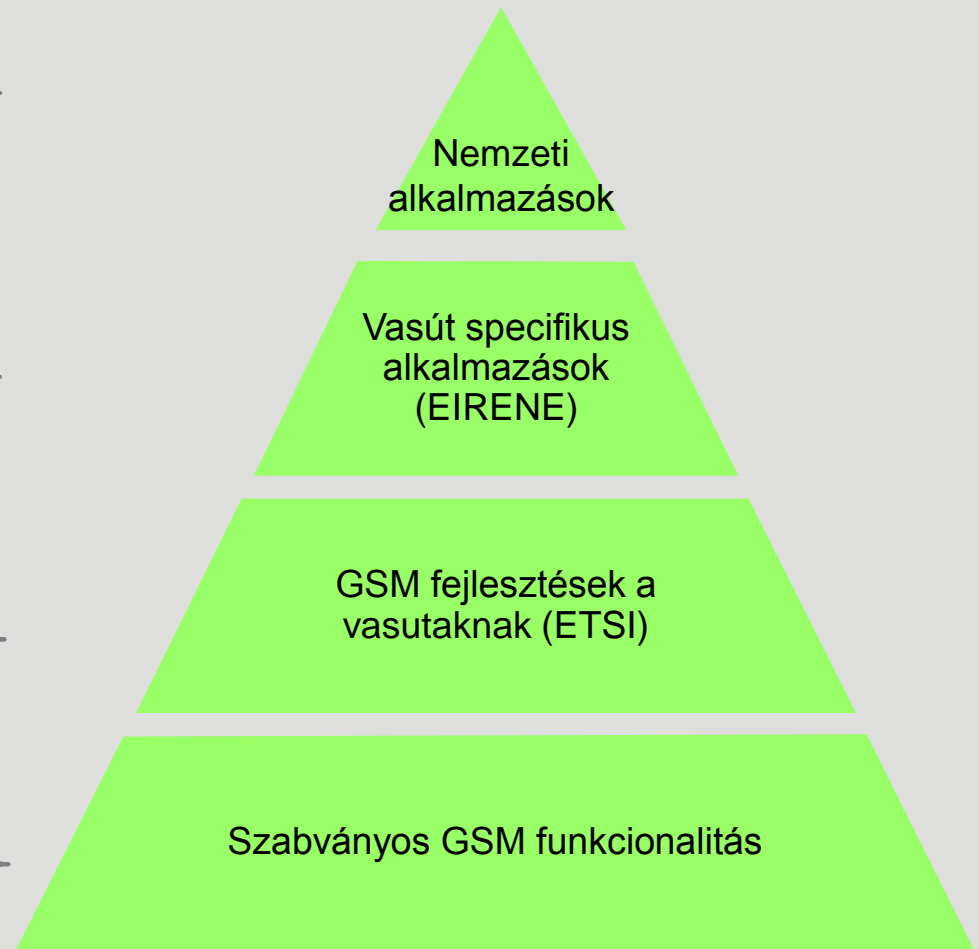 Nemzeti
alkalmazások
Vasút specifikus
alkalmazások
(EIRENE)
GSM fejlesztések a
vasutaknak (ETSI)
Szabványos GSM funkcionalitás